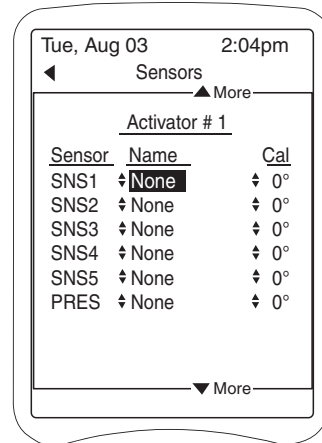 Tue, Aug 03 2:04pm
◀ Sensors
▲ More
Activator # 1
Sensor Name Cal
SNS1 None 0°
SNS2 None 0°
SNS3 None 0°
SNS4 None 0°
SNS5 None 0°
PRES None 0°
▼ More